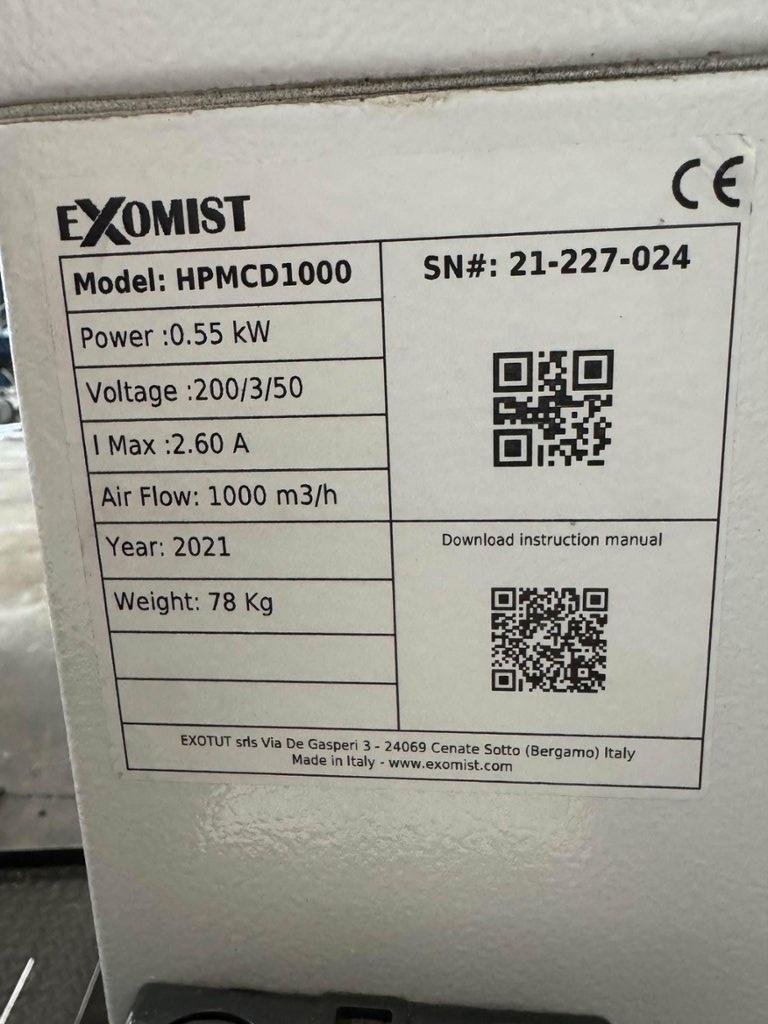 EXOMIST
CE
Model: HPMCD1000
Power :0.55 kW
Voltage :200/3/50
I Max :2.60 A
Air Flow: 1000 m3/h
Year: 2021
Weight: 78 Kg
SN#: 21-227-024
Download instruction manual
EXOTUT srls Via De Gasperi 3 - 24069 Cenate Sotto (Bergamo) Italy
Made in Italy - www.exomist.com